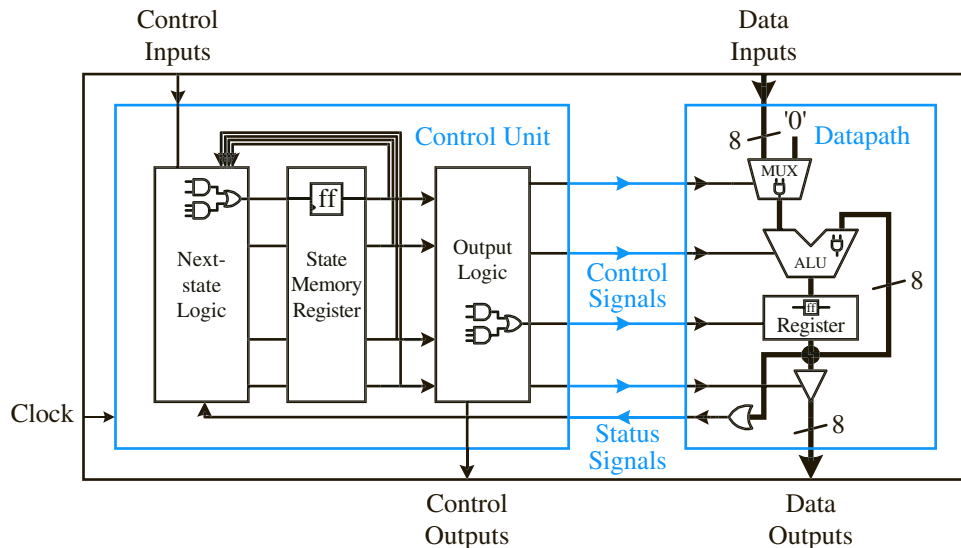 Control
Inputs
Data
Inputs
Control Unit
Datapath
8
'0'
MUX
ff
Next-
state
Logic
State
Memory
Register
Output
Logic
ALU
Control
Signals
8
ff
Register
Clock
Status
Signals
8
Control
Outputs
Data
Outputs